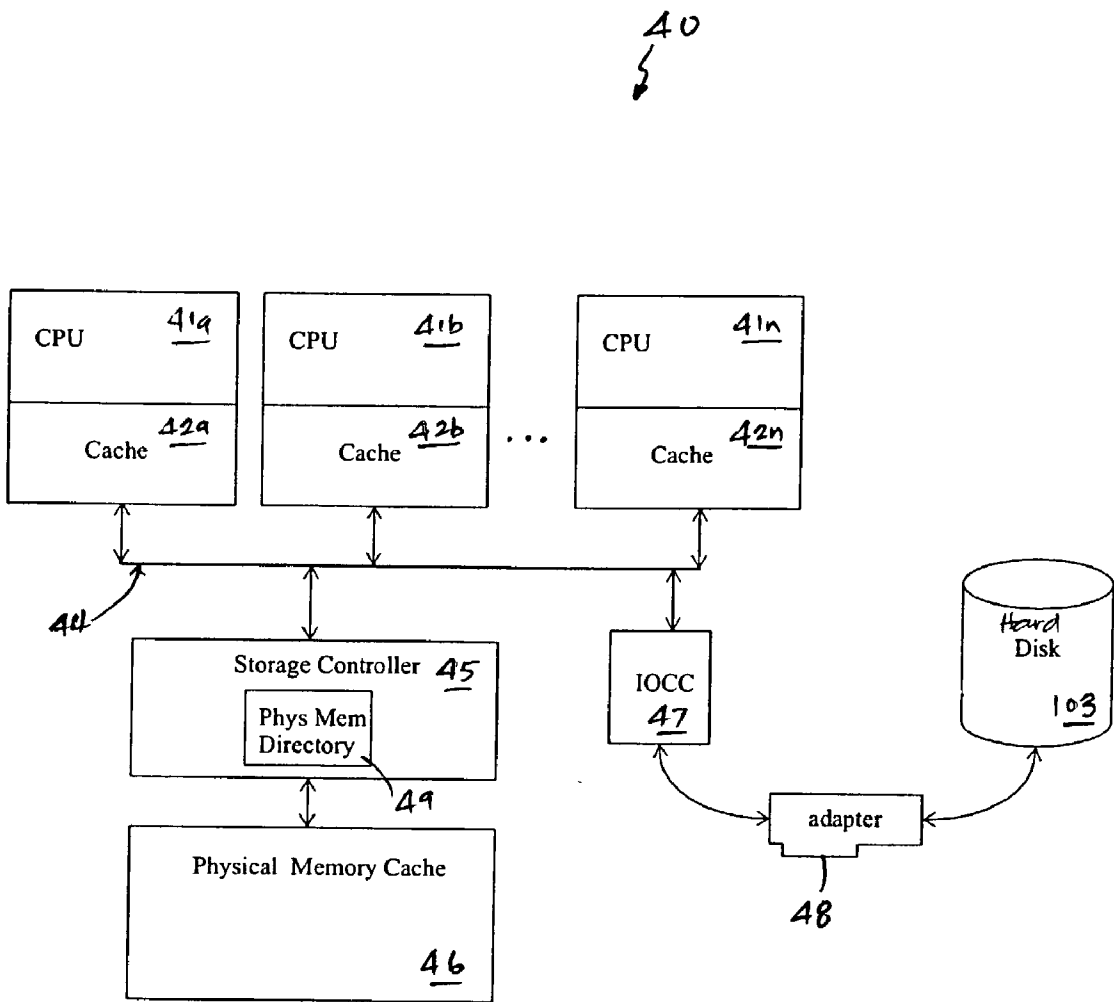 40
CPU 41a
CPU 41b
CPU 41n
Cache 42a
Cache 42b
...
Cache 42n
44
Storage Controller 45
Phys Mem
Directory
49
Physical Memory Cache
46
IOCC
47
Hard
Disk
103
adapter
48